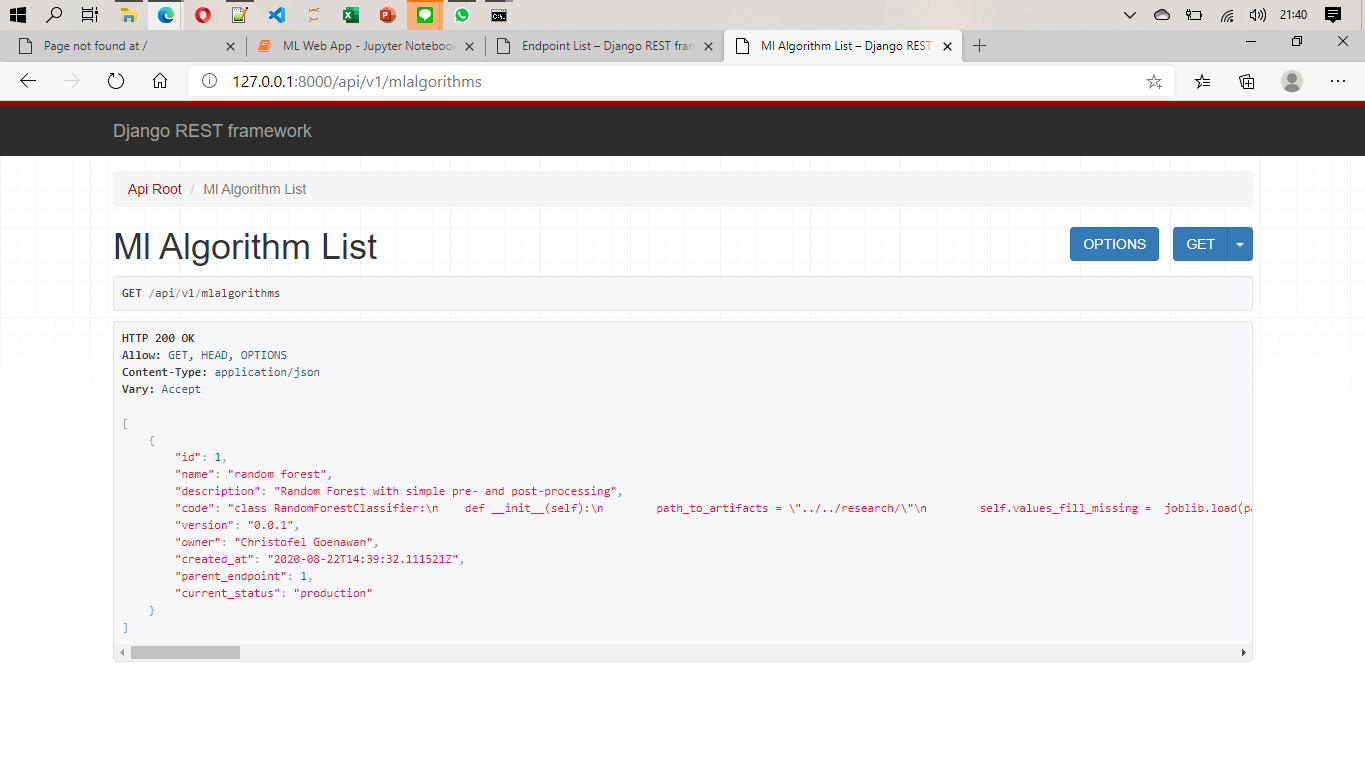 21:40
Page not found at /
ML Web App - Jupyter Notebook
Endpoint List – Django REST fran
Ml Algorithm List – Django REST
127.0.0.1:8000/api/v1/mlalgorithms
Django REST framework
Api Root / Ml Algorithm List
Ml Algorithm List
OPTIONS
GET
GET /api/v1/mlalgorithms
HTTP 200 OK
Allow: GET, HEAD, OPTIONS
Content-Type: application/json
Vary: Accept
[
{
"id": 1,
"name": "random forest",
"description": "Random Forest with simple pre- and post-processing",
"code": "class RandomForestClassifier:\n    def __init__(self):\n        path_to_artifacts = \"../../research/\"\n        self.values_fill_missing =  joblib.load(pa
"version": "0.0.1",
"owner": "Christofel Goenawan",
"created_at": "2020-08-22T14:39:32.111521Z",
"parent_endpoint": 1,
"current_status": "production"
}
]